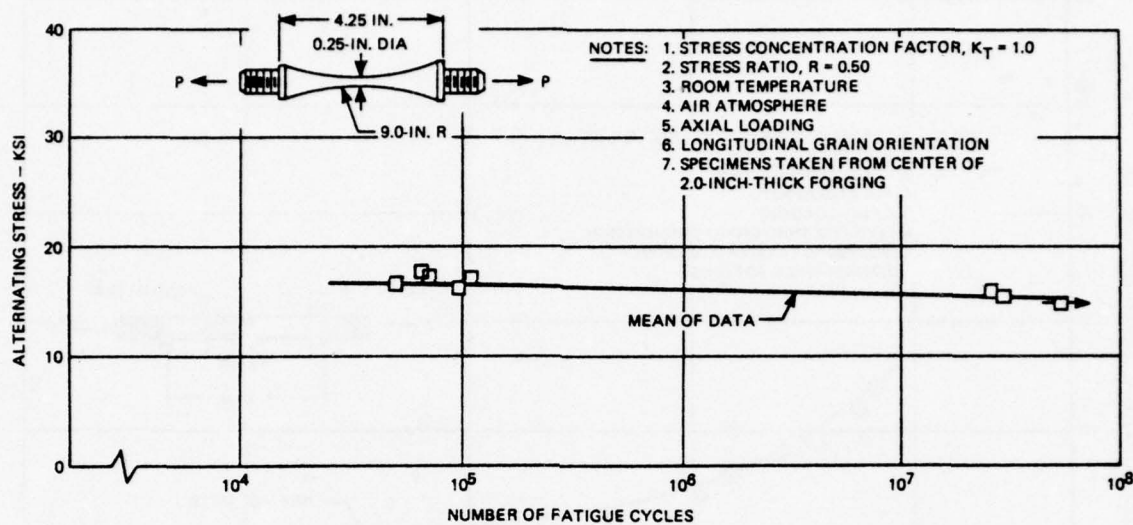 4.25 IN.
0.25-IN. DIA
P
P
9.0-IN. R
NOTES: 1. STRESS CONCENTRATION FACTOR, K_T = 1.0
2. STRESS RATIO, R = 0.50
3. ROOM TEMPERATURE
4. AIR ATMOSPHERE
5. AXIAL LOADING
6. LONGITUDINAL GRAIN ORIENTATION
7. SPECIMENS TAKEN FROM CENTER OF
2.0-INCH-THICK FORGING
ALTERNATING STRESS – KSI
40
30
20
10
0
MEAN OF DATA
10⁴
10⁵
10⁶
10⁷
10⁸
NUMBER OF FATIGUE CYCLES